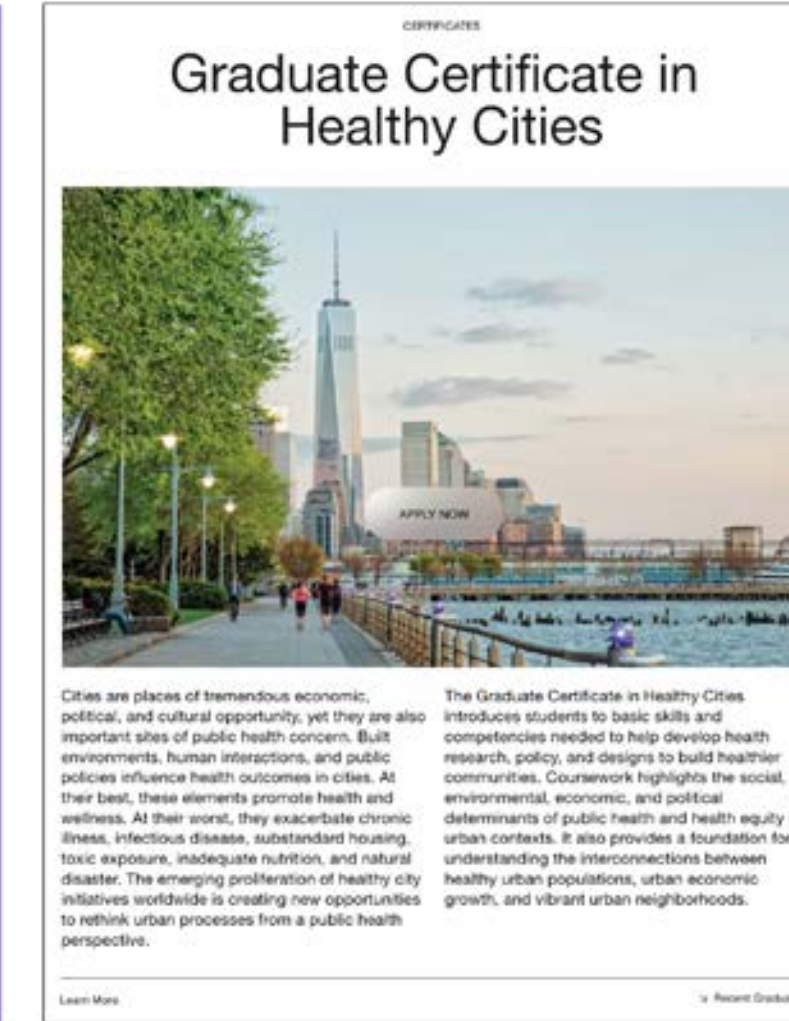 CERTIFICATES
Graduate Certificate in
Healthy Cities
APPLY NOW
Cities are places of tremendous economic,
political, and cultural opportunity, yet they are also
important sites of public health concern. Built
environments, human interactions, and public
policies influence health outcomes in cities. At
their best, these elements promote health and
wellness. At their worst, they exacerbate chronic
illness, infectious disease, substandard housing,
toxic exposure, inadequate nutrition, and natural
disaster. The emerging proliferation of healthy city
initiatives worldwide is creating new opportunities
to rethink urban processes from a public health
perspective.
The Graduate Certificate in Healthy Cities
introduces students to basic skills and
competencies needed to help develop health
research, policy, and designs to build healthier
communities. Coursework highlights the social,
environmental, economic, and political
determinants of public health and health equity
urban contexts. It also provides a foundation for
understanding the interconnections between
healthy urban populations, urban economic
growth, and vibrant urban neighborhoods.
Learn More
Recent